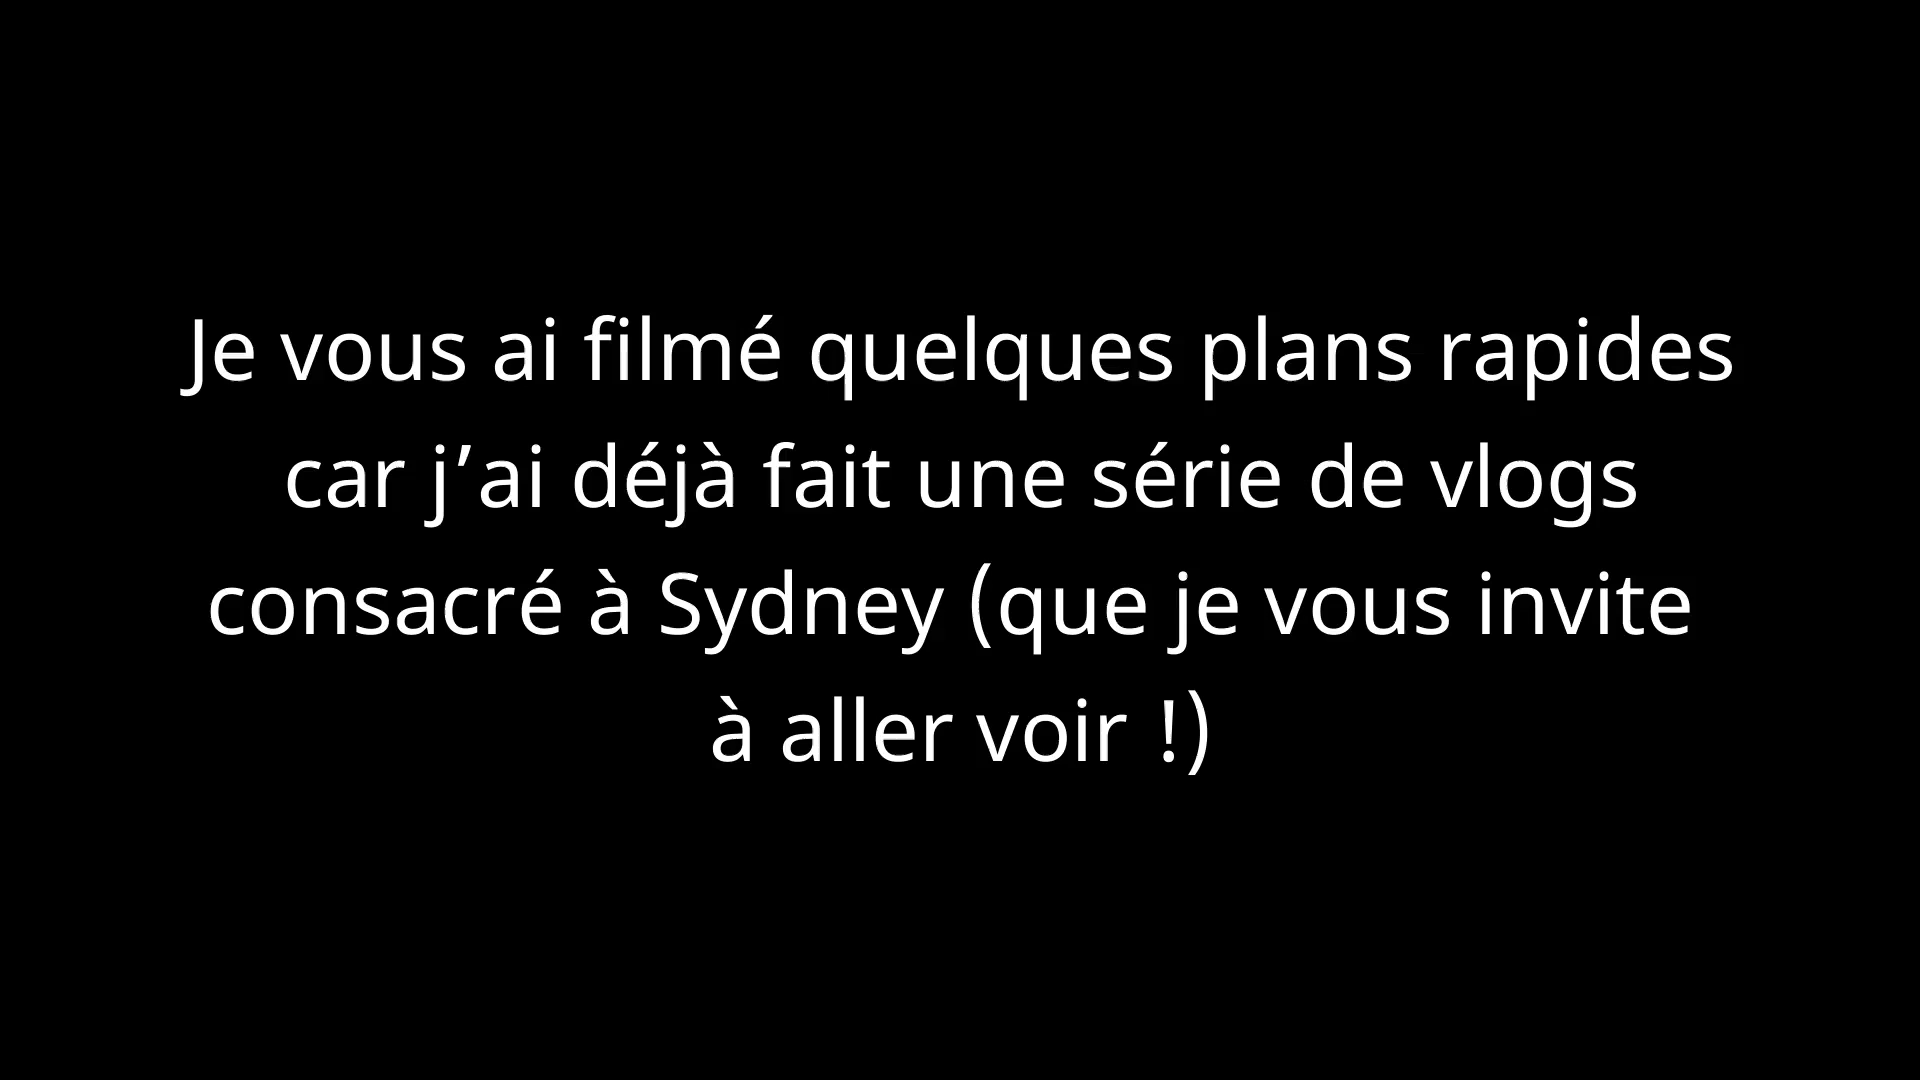 Je vous ai filmé quelques plans rapides
car j’ai déjà fait une série de vlogs
consacré à Sydney (que je vous invite
à aller voir !)